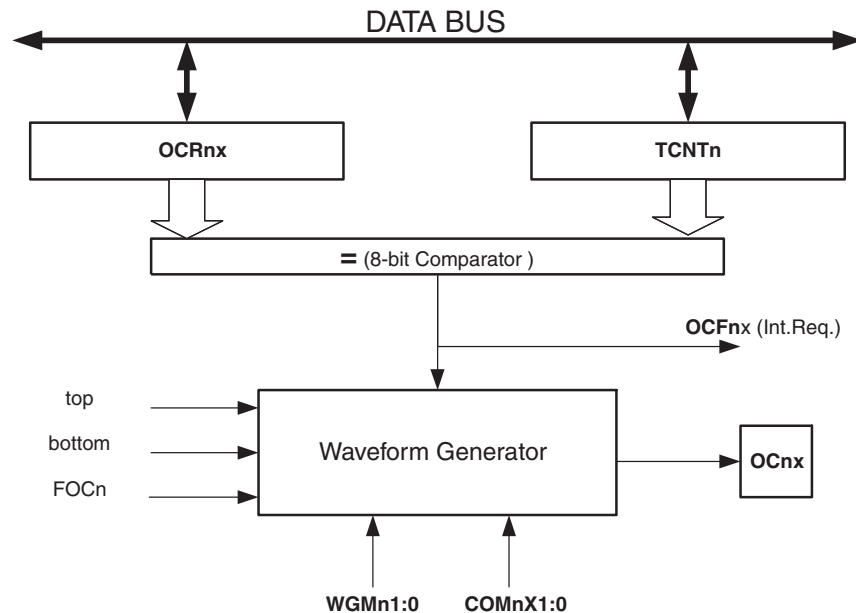 DATA BUS
OCRnx
TCNTn
= (8-bit Comparator )
OCFnx (Int.Req.)
top
bottom
FOCn
Waveform Generator
OCnx
WGMn1:0
COMnX1:0